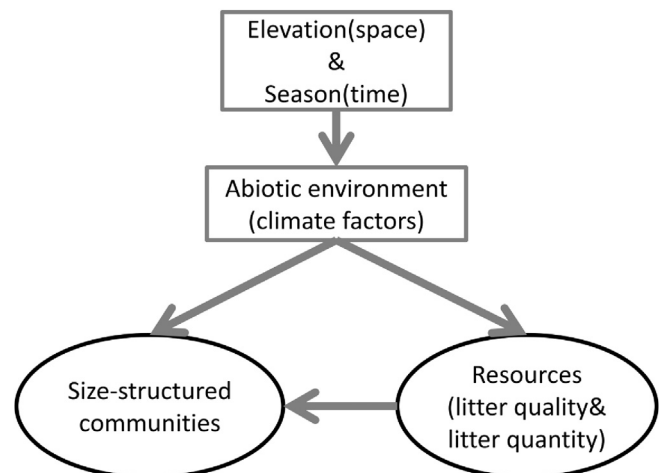 Elevation(space)
&
Season(time)
Abiotic environment
(climate factors)
Size-structured
communities
Resources
(litter quality&
litter quantity)